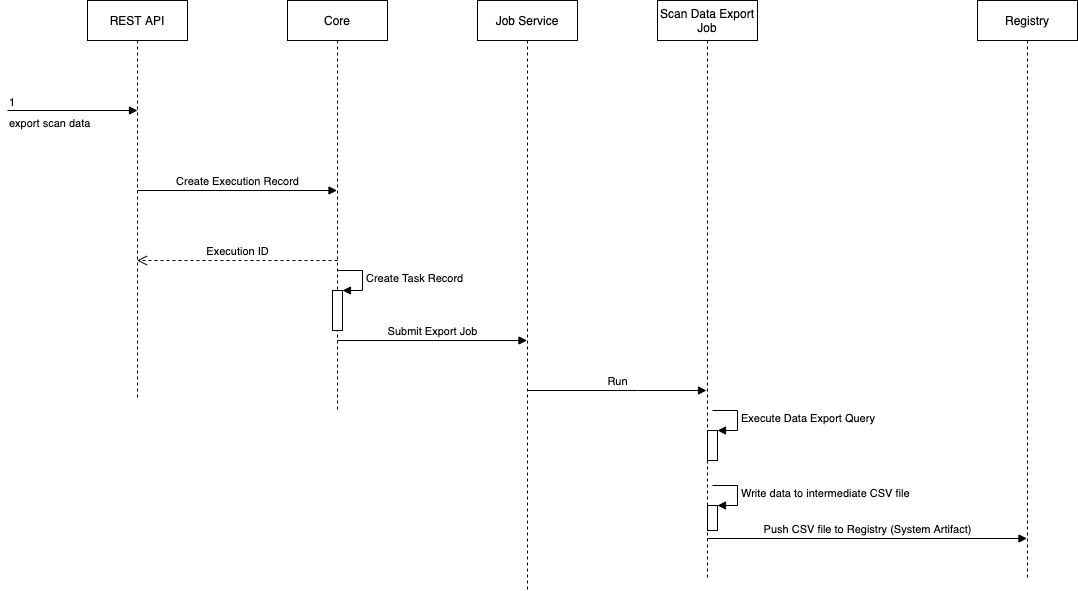 REST API
Core
Job Service
Scan Data Export
Job
Registry
1
export scan data
Create Execution Record
Execution ID
Create Task Record
Submit Export Job
Run
Execute Data Export Query
Write data to intermediate CSV file
Push CSV file to Registry (System Artifact)